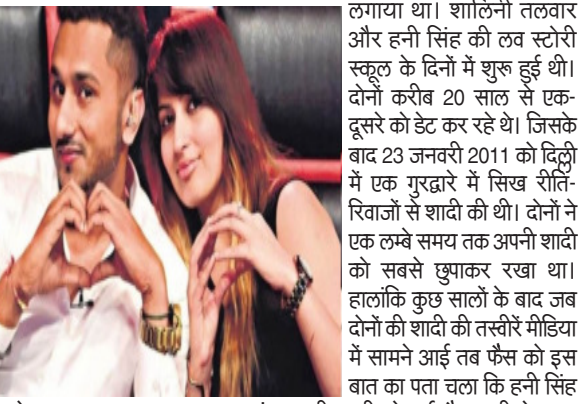 लगाया था। शालिनी तलवार
और हनी सिंह की लव स्टोरी
स्कूल के दिनों में शुरू हुई थी।
दोनों करीब 20 साल से एक-
दूसरे को डेट कर रहे थे। जिसके
बाद 23 जनवरी 2011 को दिल्ली
में एक गुरद्वारे में सिख रीति-
रिवाजों से शादी की थी। दोनों ने
एक लम्बे समय तक अपनी शादी
को सबसे छुपाकर रखा था।
हालांकि कुछ सालों के बाद जब
दोनों की शादी की तस्वीरें मीडिया
में सामने आई तब फैंस को इस
बात का पता चला कि हनी सिंह